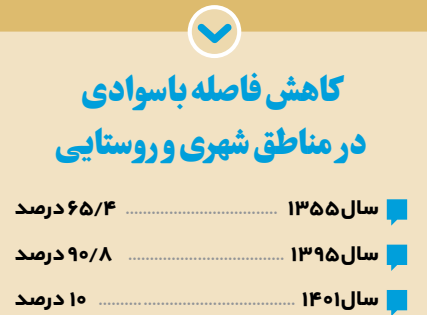 کاهش فاصله باسوادی
در مناطق شهری و روستایی
سال ۱۳۵۵ ........ ۶۵/۴ درصد
سال ۱۳۹۵ ........ ۹۰/۸ درصد
سال ۱۴۰۱ ........ ۱۰ درصد